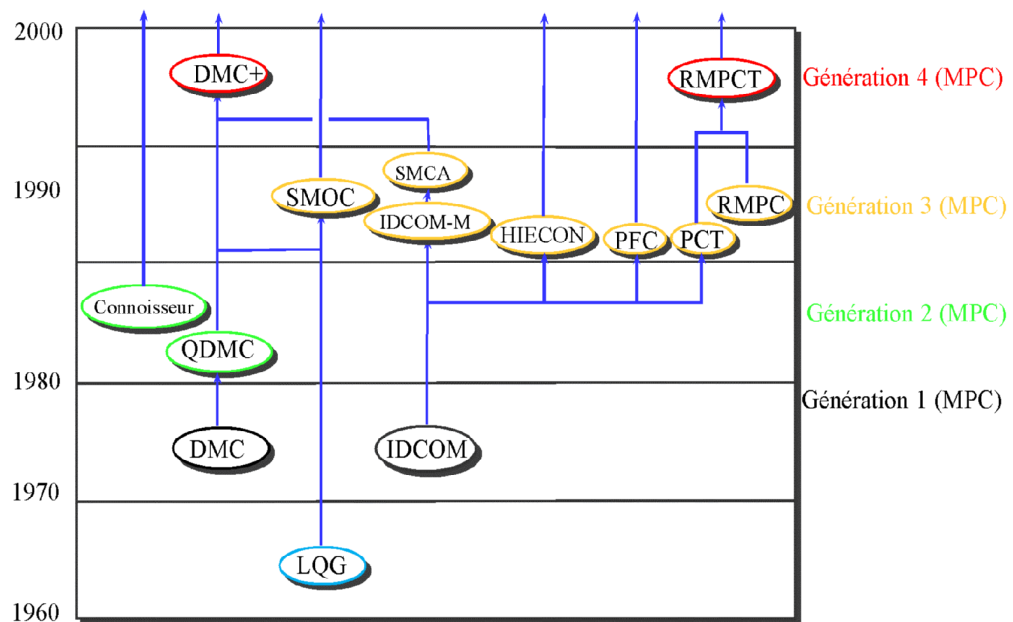 2000
DMC+
RMPCT
Génération 4 (MPC)
SMCA
1990
SMOC
RMPC
Génération 3 (MPC)
IDCOM-M
HIECON
PFC
PCT
Connoisseur
Génération 2 (MPC)
QDMC
1980
Génération 1 (MPC)
DMC
IDCOM
1970
LQG
1960